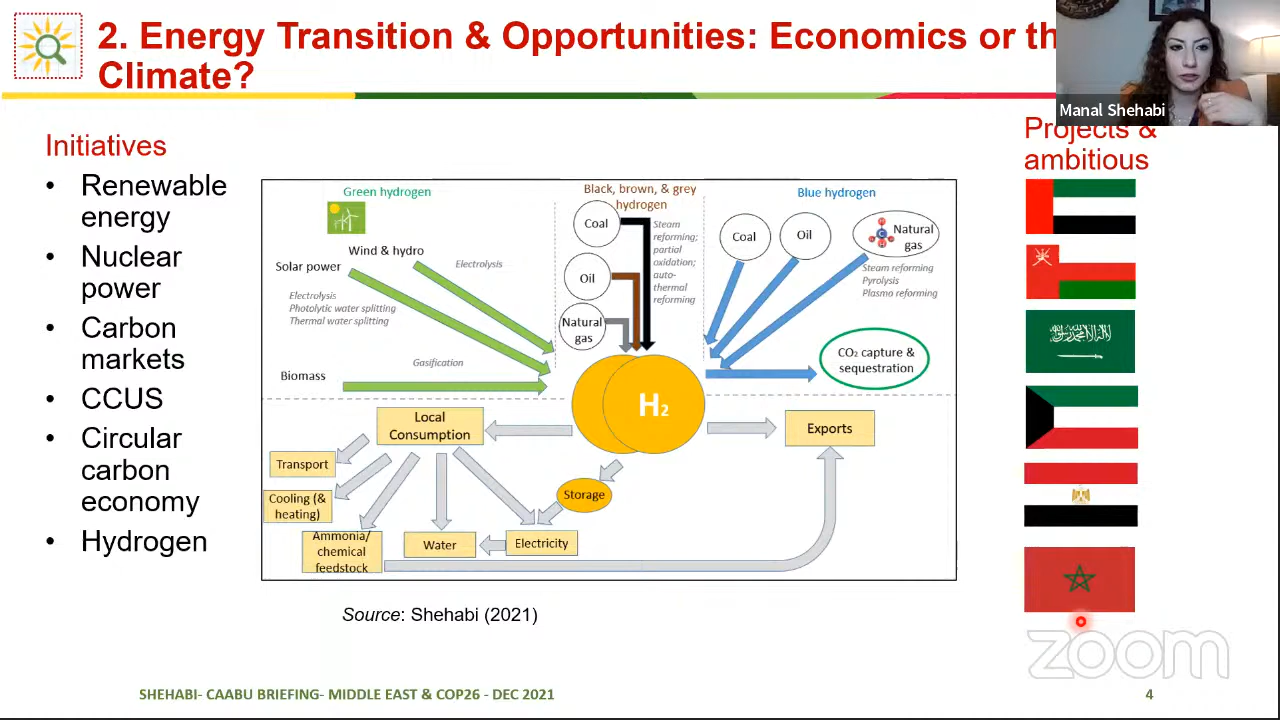 2. Energy Transition & Opportunities: Economics or th
Climate?
Manal Shehabi
Initiatives
• Renewable
energy
• Nuclear
power
• Carbon
markets
• CCUS
• Circular
carbon
economy
• Hydrogen
Green hydrogen
Wind & hydro
Solar power
Electrolysis
Electrolysis
Photolytic water splitting
Thermal water splitting
Gasification
Biomass
Black, brown, & grey
hydrogen
Coal
Oil
Natural
gas
Steam
reforming;
partial
oxidation;
auto-
thermal
reforming
Blue hydrogen
Coal
Oil
H
C
H
H
Natural
gas
Steam reforming
Pyrolysis
Plasma reforming
CO₂ capture &
sequestration
H₂
Local
Consumption
Exports
Transport
Cooling (&
heating)
Storage
Ammonia/
chemical
feedstock
Water
Electricity
Source: Shehabi (2021)
Projects &
ambitious
zoom
SHEHABI- CAABU BRIEFING- MIDDLE EAST & COP26 - DEC 2021
4